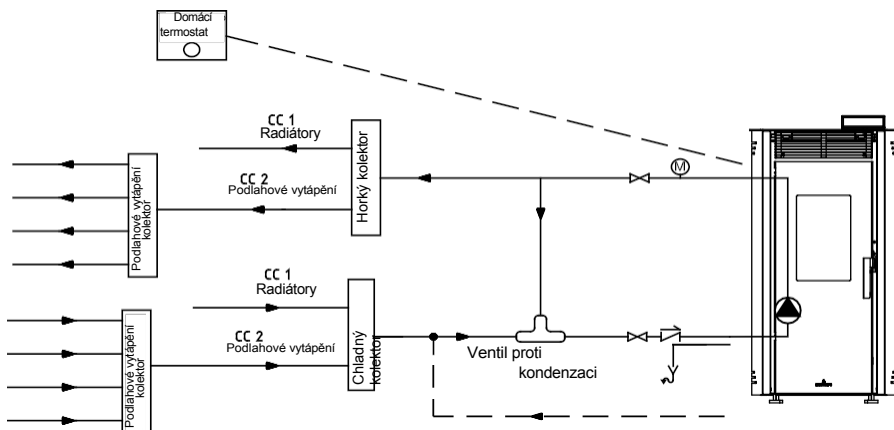 Domácí
termostat
CC 1
Radiátory
M
CC 2
Podlahové vytápění
Horký kolektor
Podlahové vytápění
kolektor
CC 1
Radiátory
CC 2
Podlahové vytápění
Chladný
kolektor
Podlahové vytápění
kolektor
Ventil proti
kondenzaci